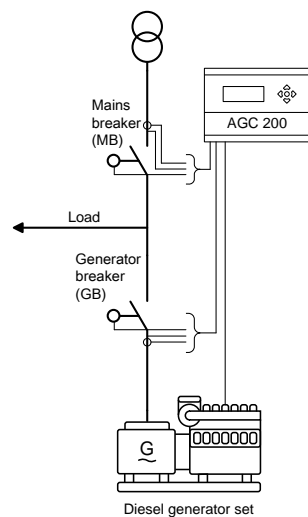 Mains
breaker
(MB)
AGC 200
Load
Generator
breaker
(GB)
G
~
Diesel generator set